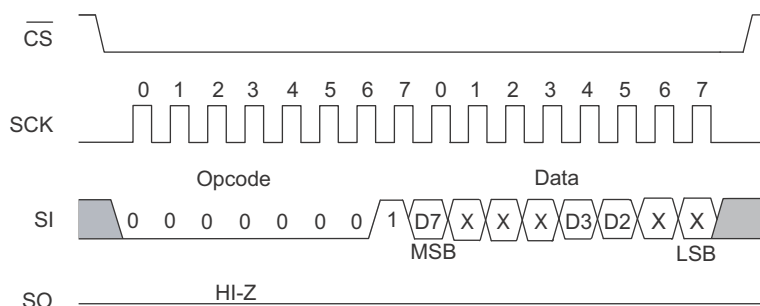 CS
0 1 2 3 4 5 6 7 0 1 2 3 4 5 6 7
SCK
Opcode Data
SI 0 0 0 0 0 0 0 1 D7 X X X D3 D2 X X
MSB LSB
HI-Z
SO